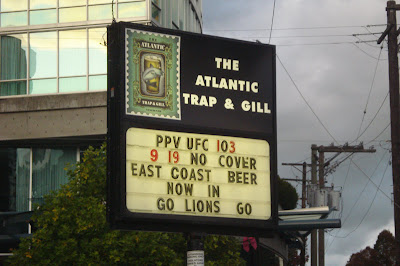 ATLANTIC
TRAP & GILL
THE
ATLANTIC
TRAP & GILL
PPV UFC 103
9 19 NO COVER
EAST COAST BEER
NOW IN
GO LIONS GO